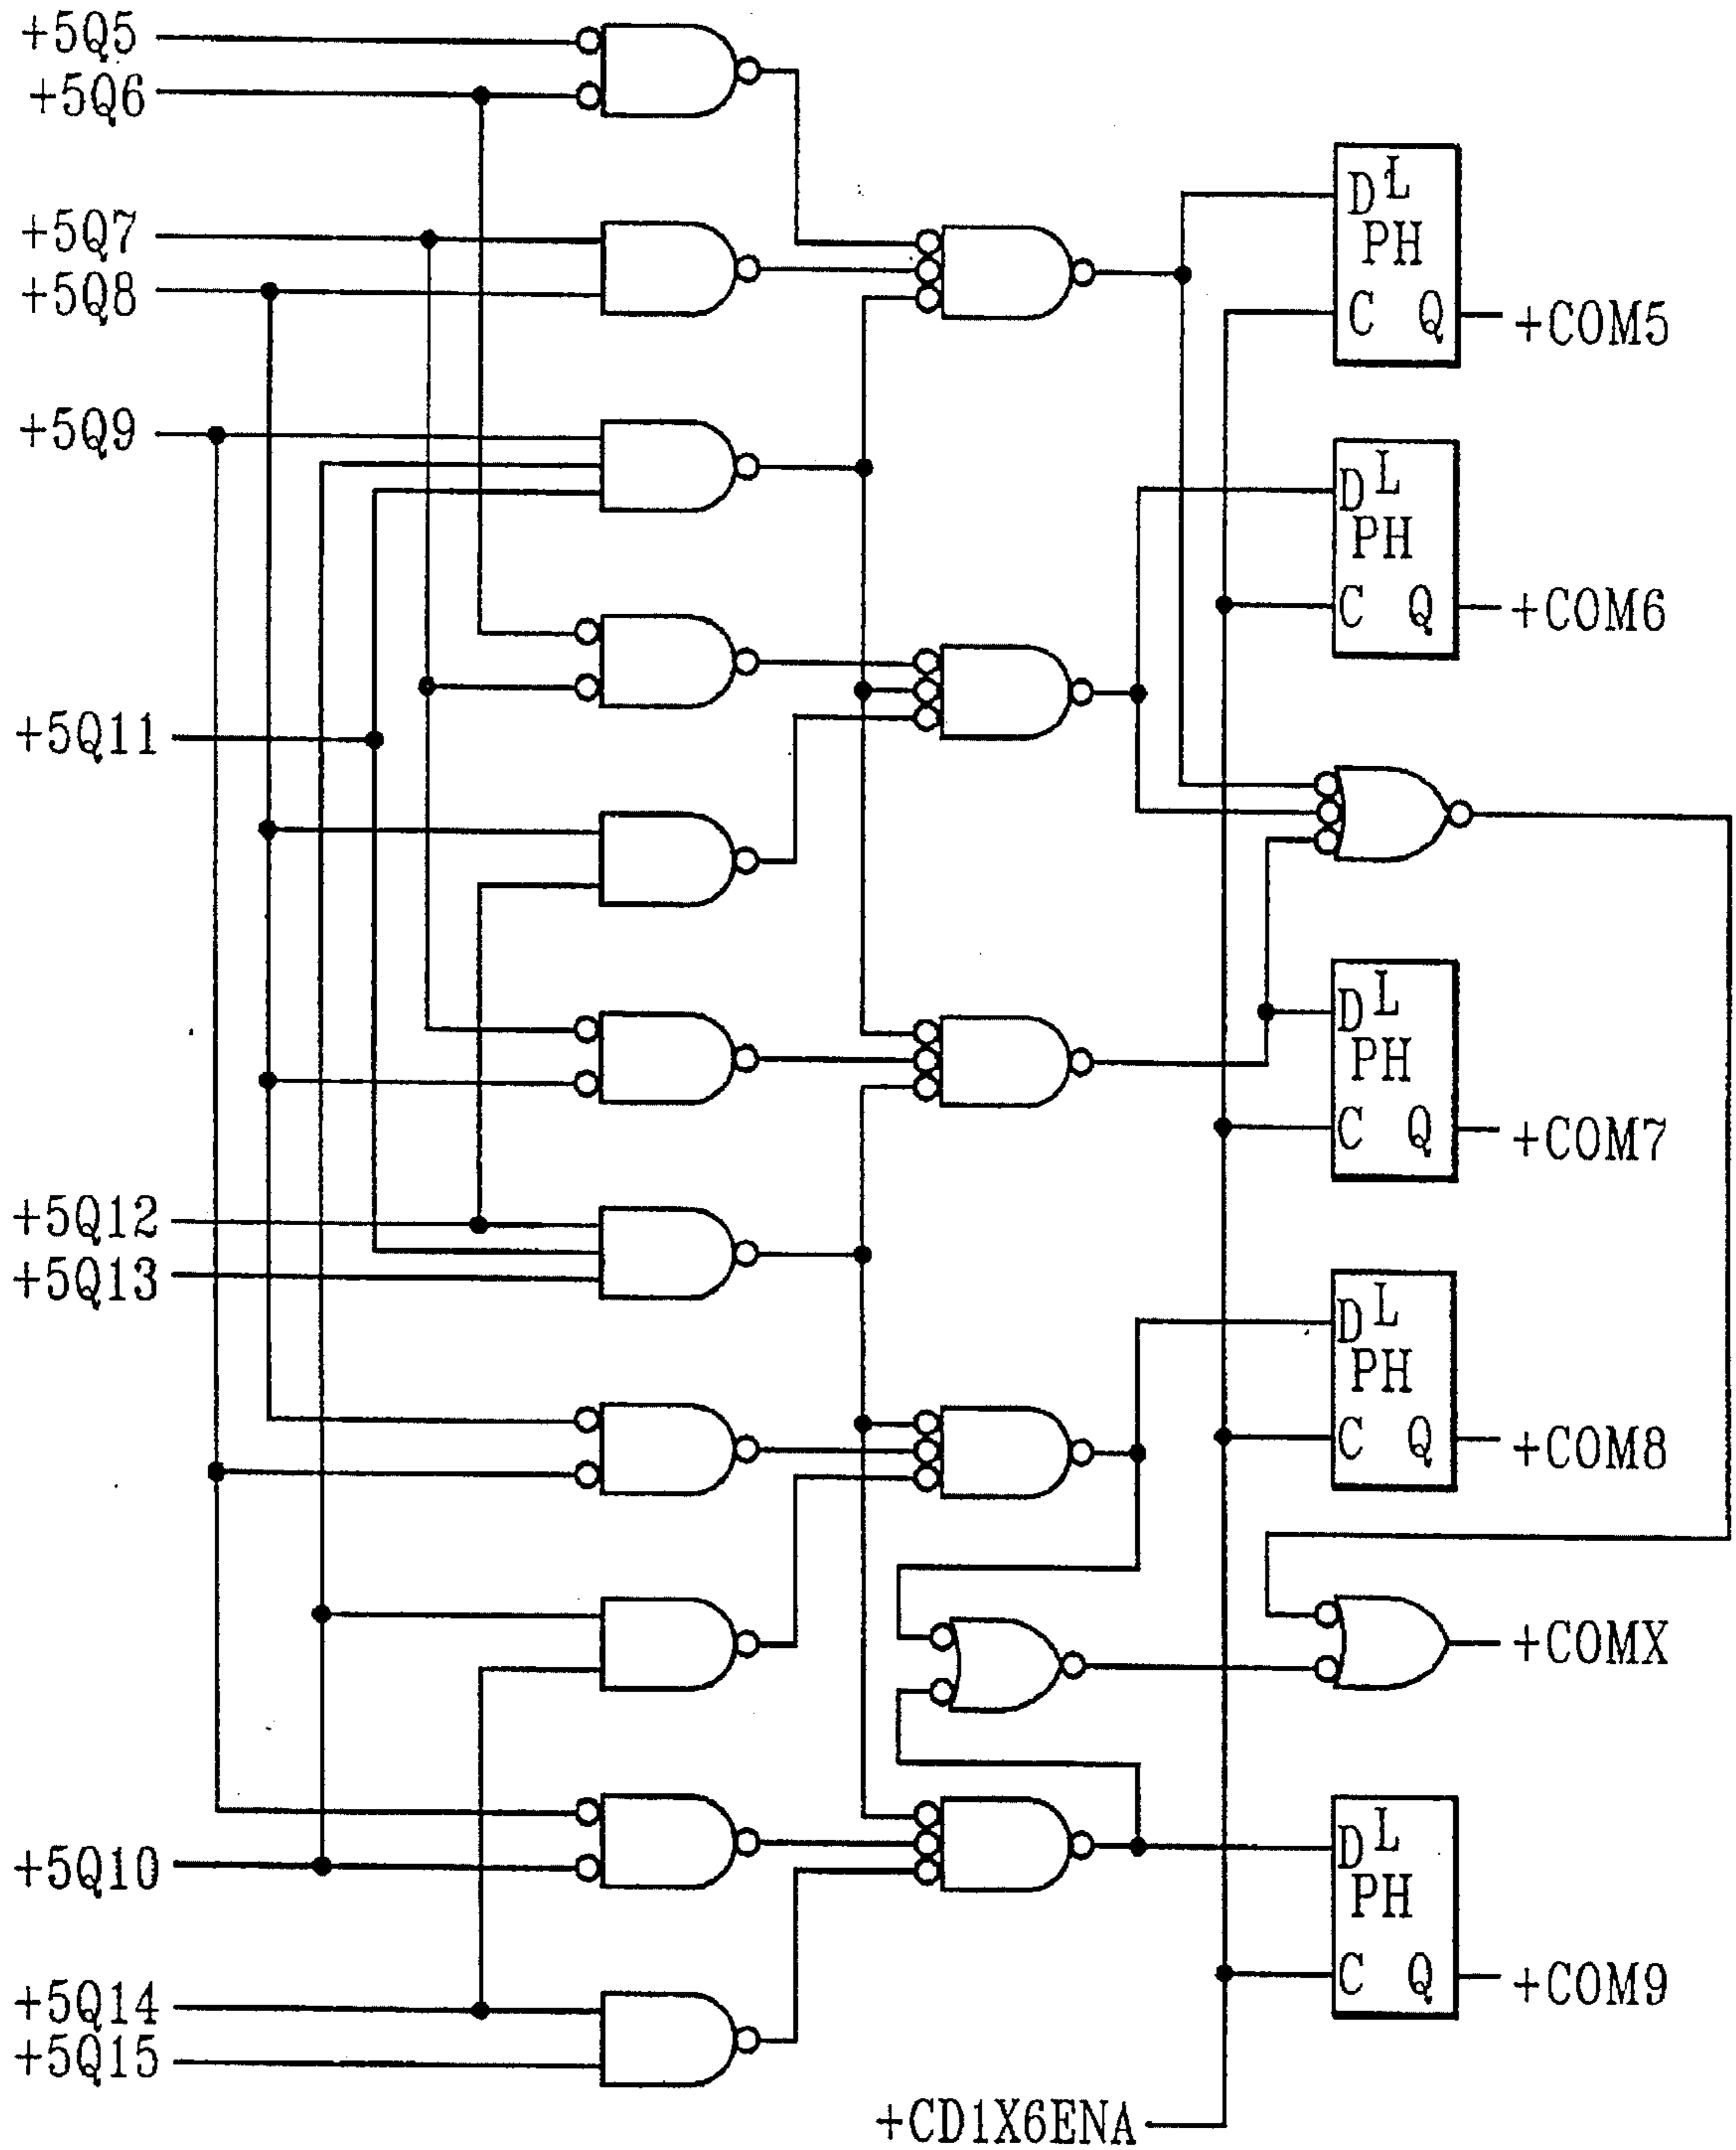 +5Q5
+5Q6
+5Q7
+5Q8
+5Q9
+5Q11
+5Q12
+5Q13
+5Q10
+5Q14
+5Q15
D L
PH
C Q
+COM5
D L
PH
C Q
+COM6
D L
PH
C Q
+COM7
D L
PH
C Q
+COM8
+COMX
D L
PH
C Q
+COM9
+CD1X6ENA